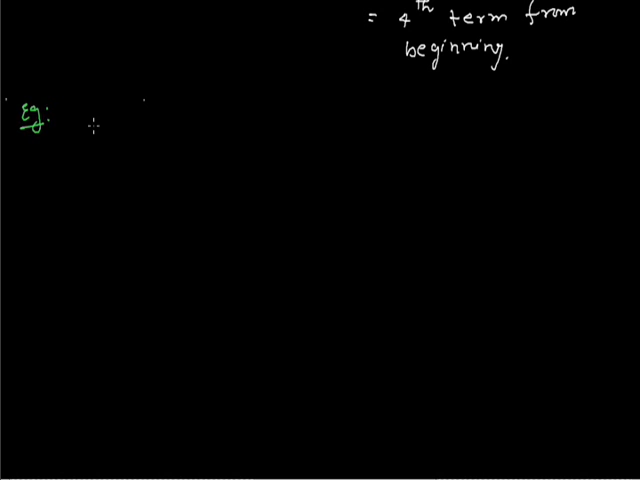 = 4th term from
beginning.
Eg: